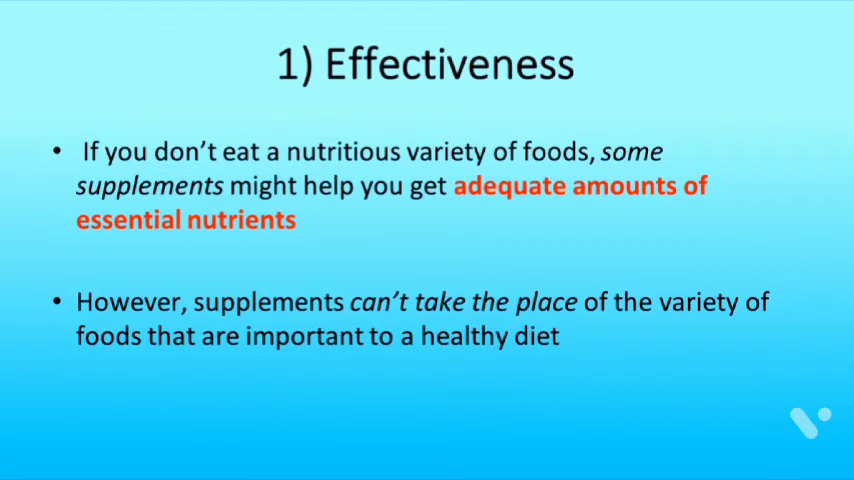 1) Effectiveness
• If you don’t eat a nutritious variety of foods, some
supplements might help you get adequate amounts of
essential nutrients
• However, supplements can’t take the place of the variety of
foods that are important to a healthy diet